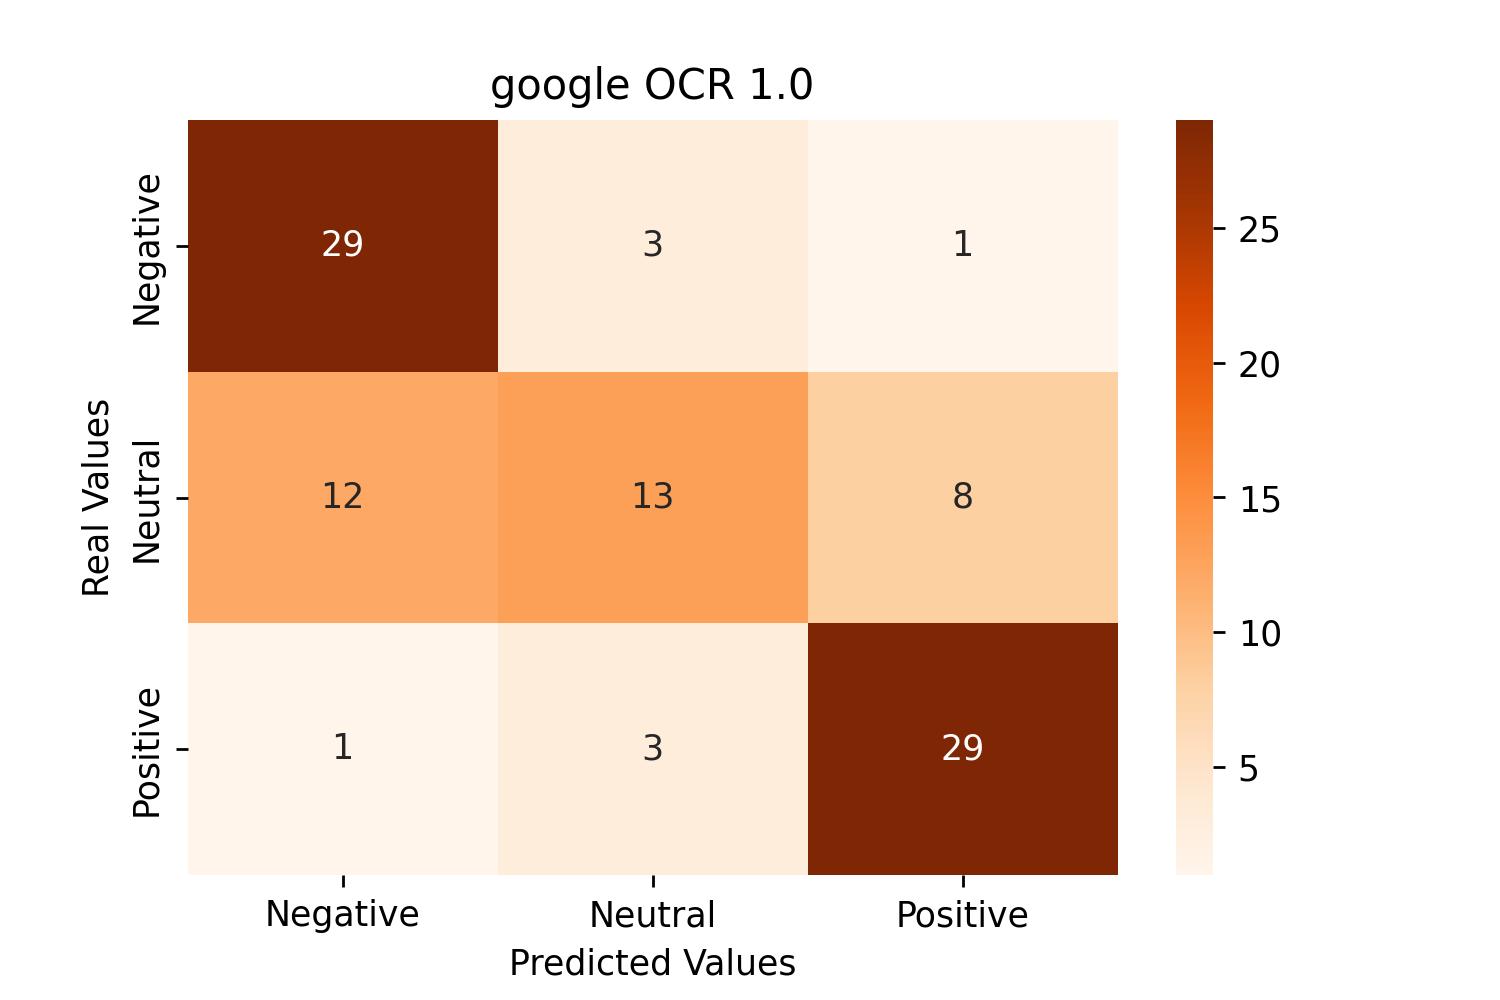 google OCR 1.0
Real Values
Negative
29 3 1
Neutral
12 13 8
Positive
1 3 29
Negative Neutral Positive
Predicted Values
25
20
15
10
5